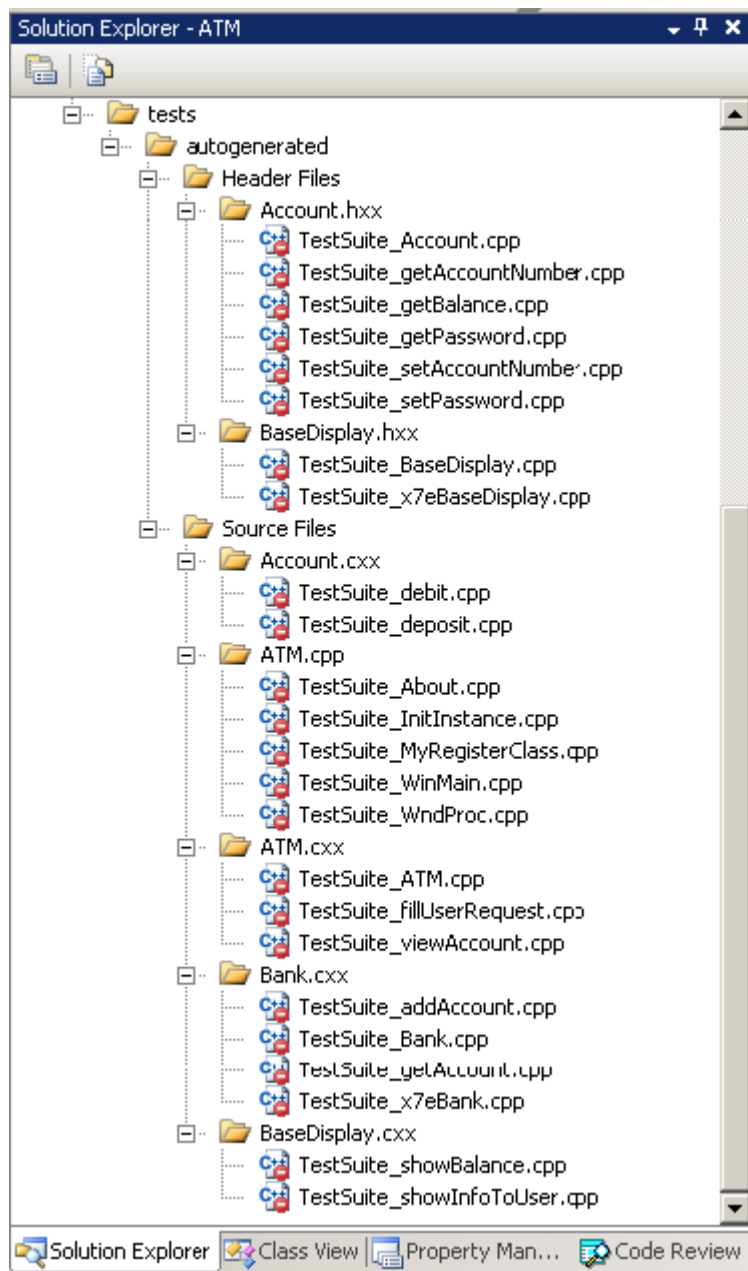 Solution Explorer - ATM
tests
autogenerated
Header Files
Account.hxx
TestSuite_Account.cpp
TestSuite_getAccountNumber.cpp
TestSuite_getBalance.cpp
TestSuite_getPassword.cpp
TestSuite_setAccountNumber.cpp
TestSuite_setPassword.cpp
BaseDisplay.hxx
TestSuite_BaseDisplay.cpp
TestSuite_x7eBaseDisplay.cpp
Source Files
Account.cxx
TestSuite_debit.cpp
TestSuite_deposit.cpp
ATM.cpp
TestSuite_About.cpp
TestSuite_InitInstance.cpp
TestSuite_MyRegisterClass.cpp
TestSuite_WinMain.cpp
TestSuite_WndProc.cpp
ATM.cxx
TestSuite_ATM.cpp
TestSuite_fillUserRequest.cpp
TestSuite_viewAccount.cpp
Bank.cxx
TestSuite_addAccount.cpp
TestSuite_Bank.cpp
TestSuite_getAccount.cpp
TestSuite_x7eBank.cpp
BaseDisplay.cxx
TestSuite_showBalance.cpp
TestSuite_showInfoToUser.cpp
Solution Explorer Class View Property Man... Code Review